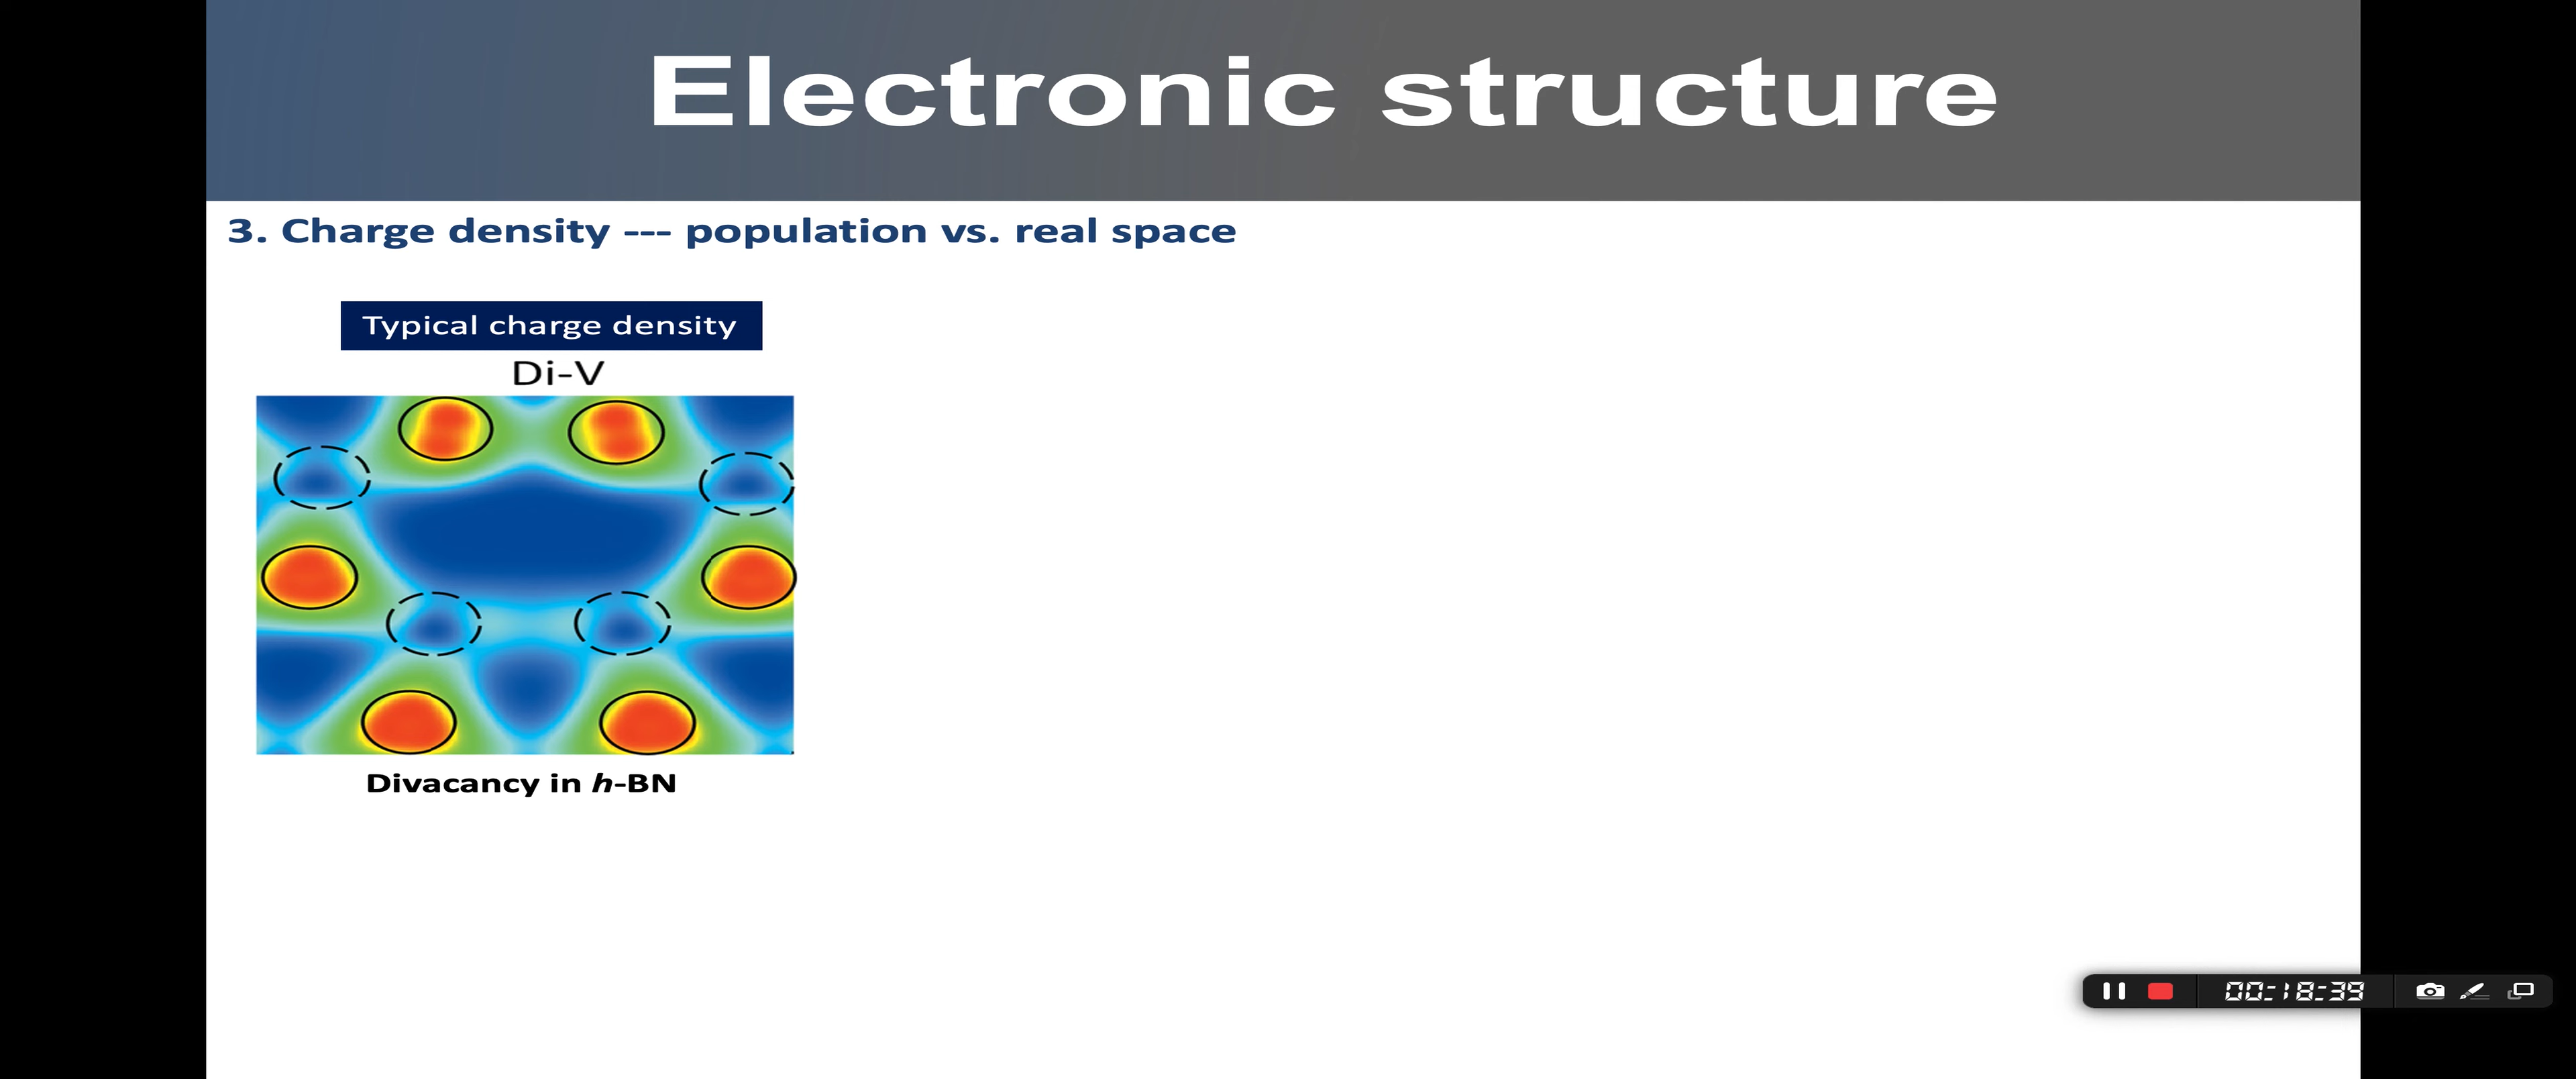 Electronic structure
3. Charge density --- population vs. real space
Typical charge density
Di-V
Divacancy in h-BN
00:18:39